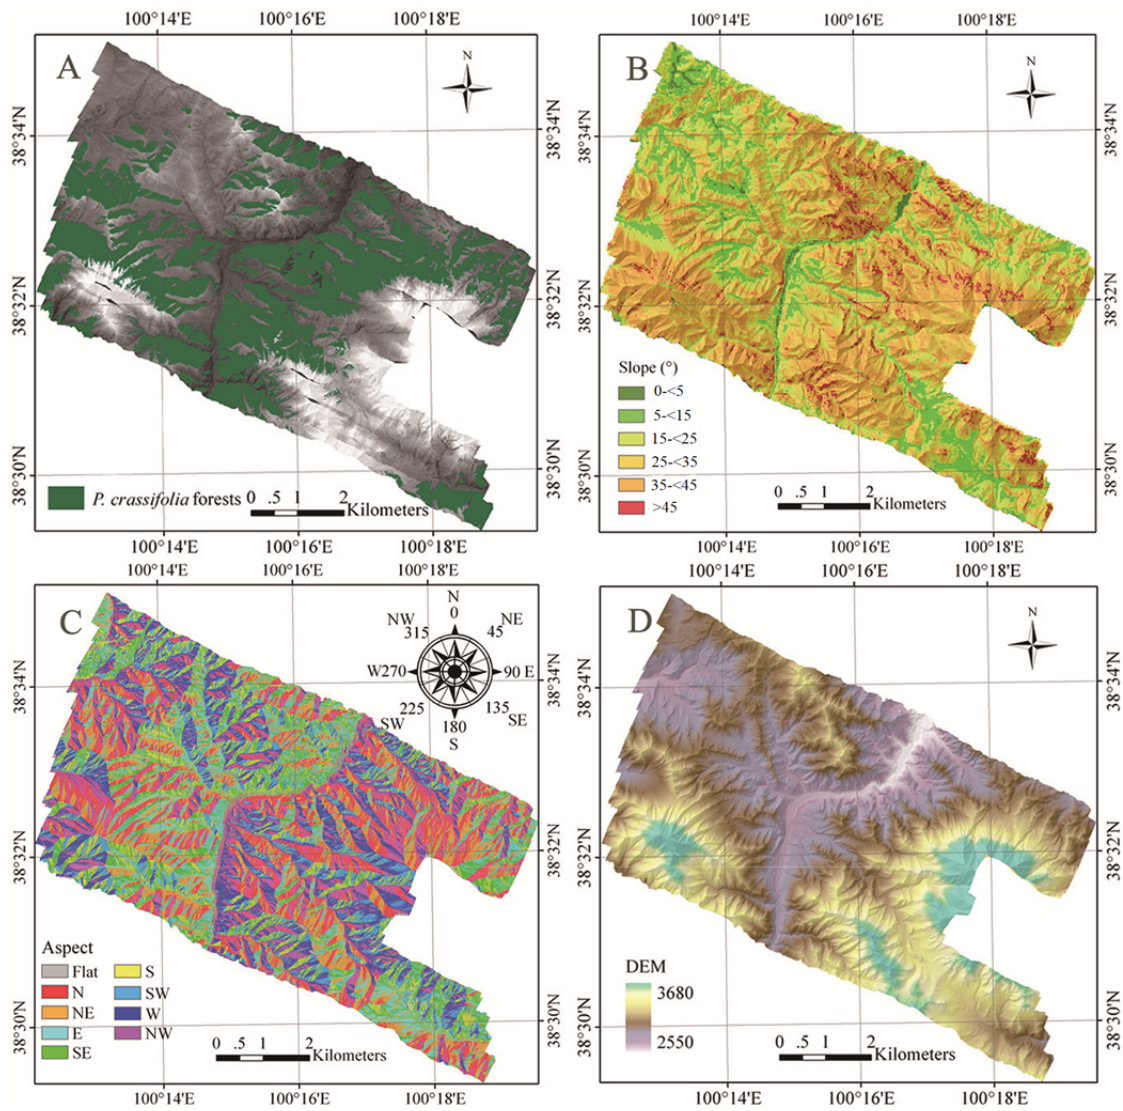 100°14'E 100°16'E 100°18'E
100°14'E 100°16'E 100°18'E
A
N
B
N
38°34'N
38°34'N
38°34'N
38°34'N
38°32'N
38°32'N
38°32'N
38°32'N
38°30'N
38°30'N
38°30'N
38°30'N
P. crassifolia forests
0 .5 1 2
Kilometers
Slope (°)
0-<5
5-<15
15-<25
25-<35
35-<45
>45
0 .5 1 2
Kilometers
100°14'E 100°16'E 100°18'E
100°14'E 100°16'E 100°18'E
100°14'E 100°16'E 100°18'E
100°14'E 100°16'E 100°18'E
C
N
0
NW
315
NE
45
W270
90 E
225
SW
135
SE
180
S
D
N
38°34'N
38°34'N
38°34'N
38°34'N
38°32'N
38°32'N
38°32'N
38°32'N
38°30'N
38°30'N
38°30'N
38°30'N
Aspect
Flat
N
NE
E
SE
S
SW
W
NW
0 .5 1 2
Kilometers
DEM
3680
2550
0 .5 1 2
Kilometers
100°14'E 100°16'E 100°18'E
100°14'E 100°16'E 100°18'E